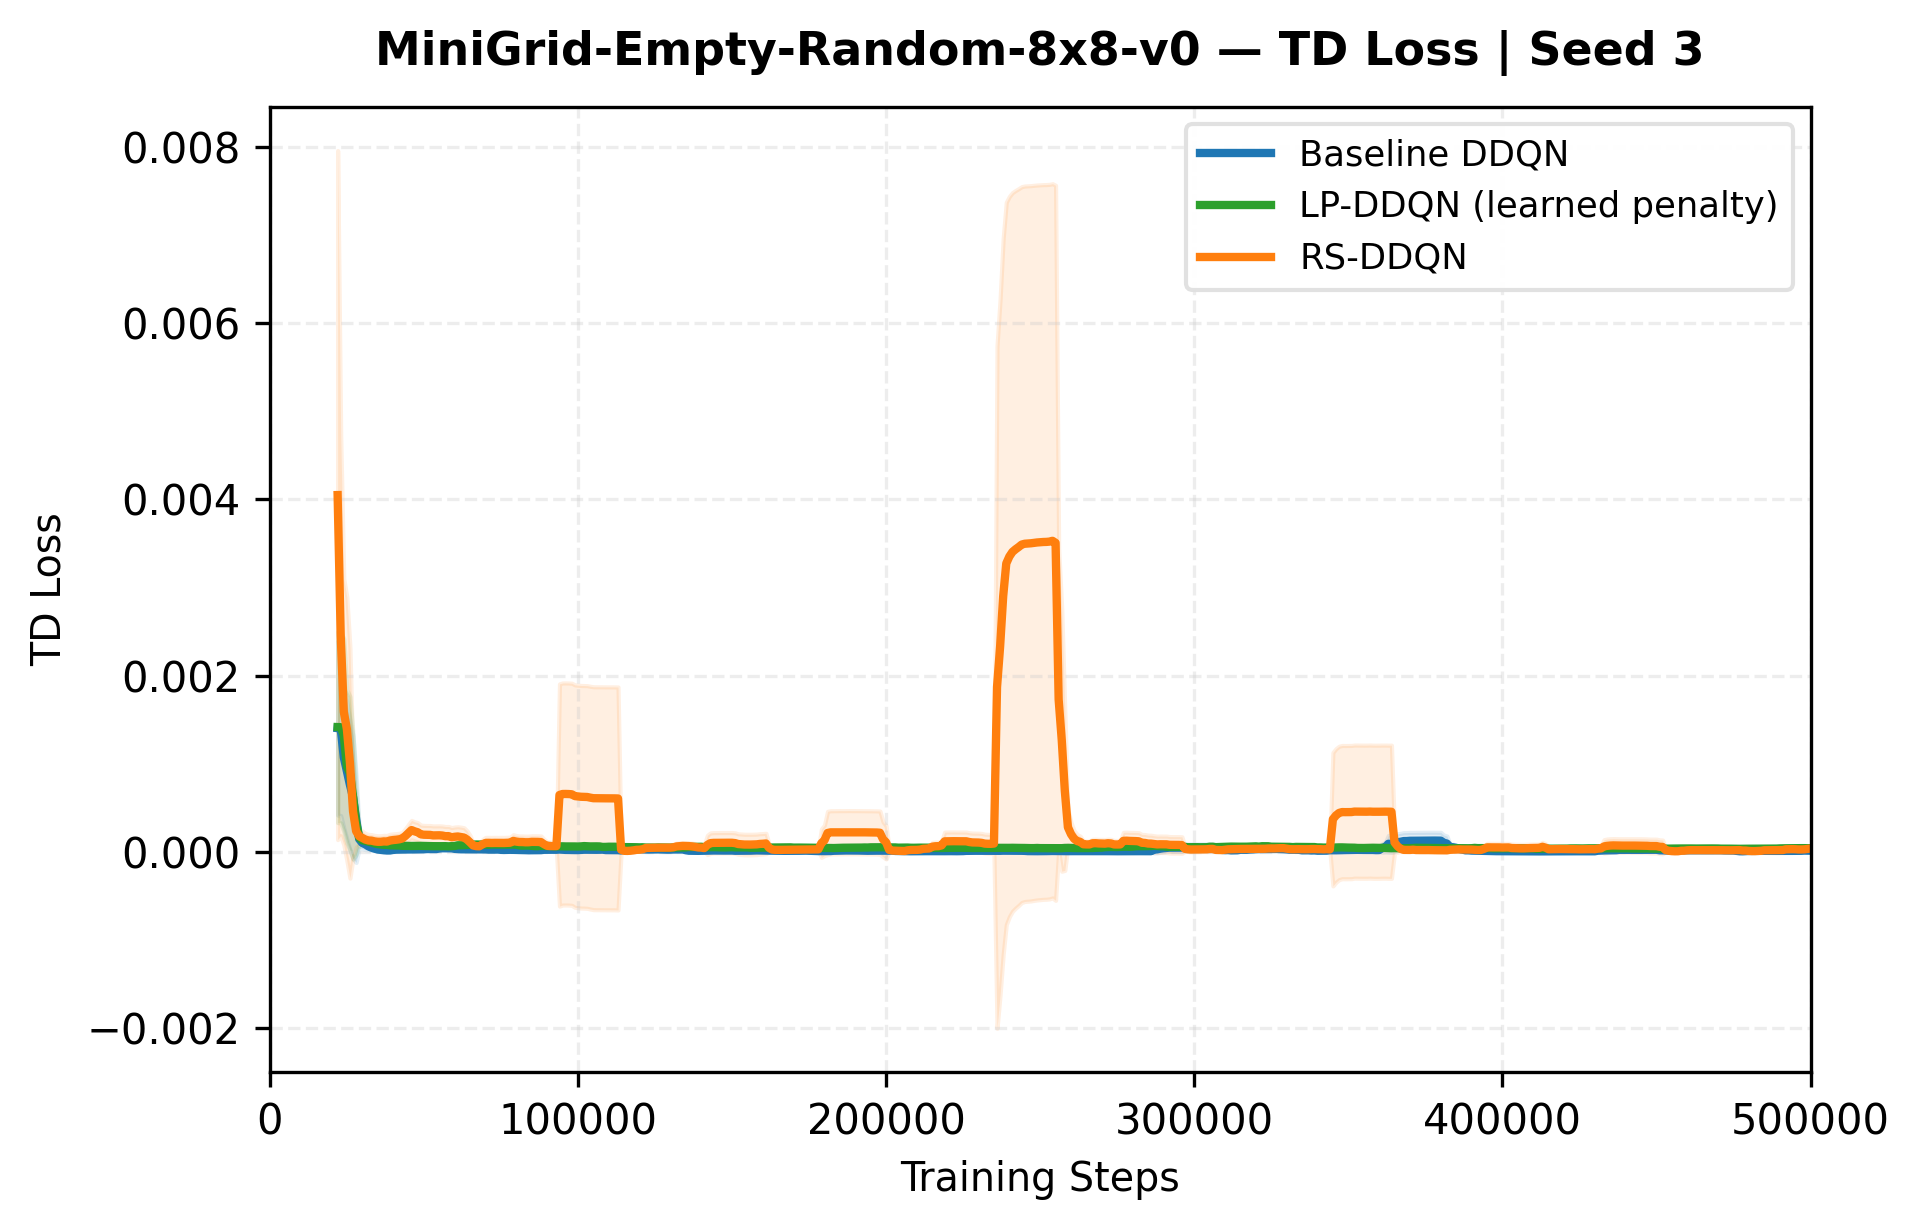 MiniGrid-Empty-Random-8x8-v0 — TD Loss | Seed 3
Baseline DDQN
LP-DDQN (learned penalty)
RS-DDQN
TD Loss
0.008
0.006
0.004
0.002
0.000
−0.002
0
100000
200000
300000
400000
500000
Training Steps